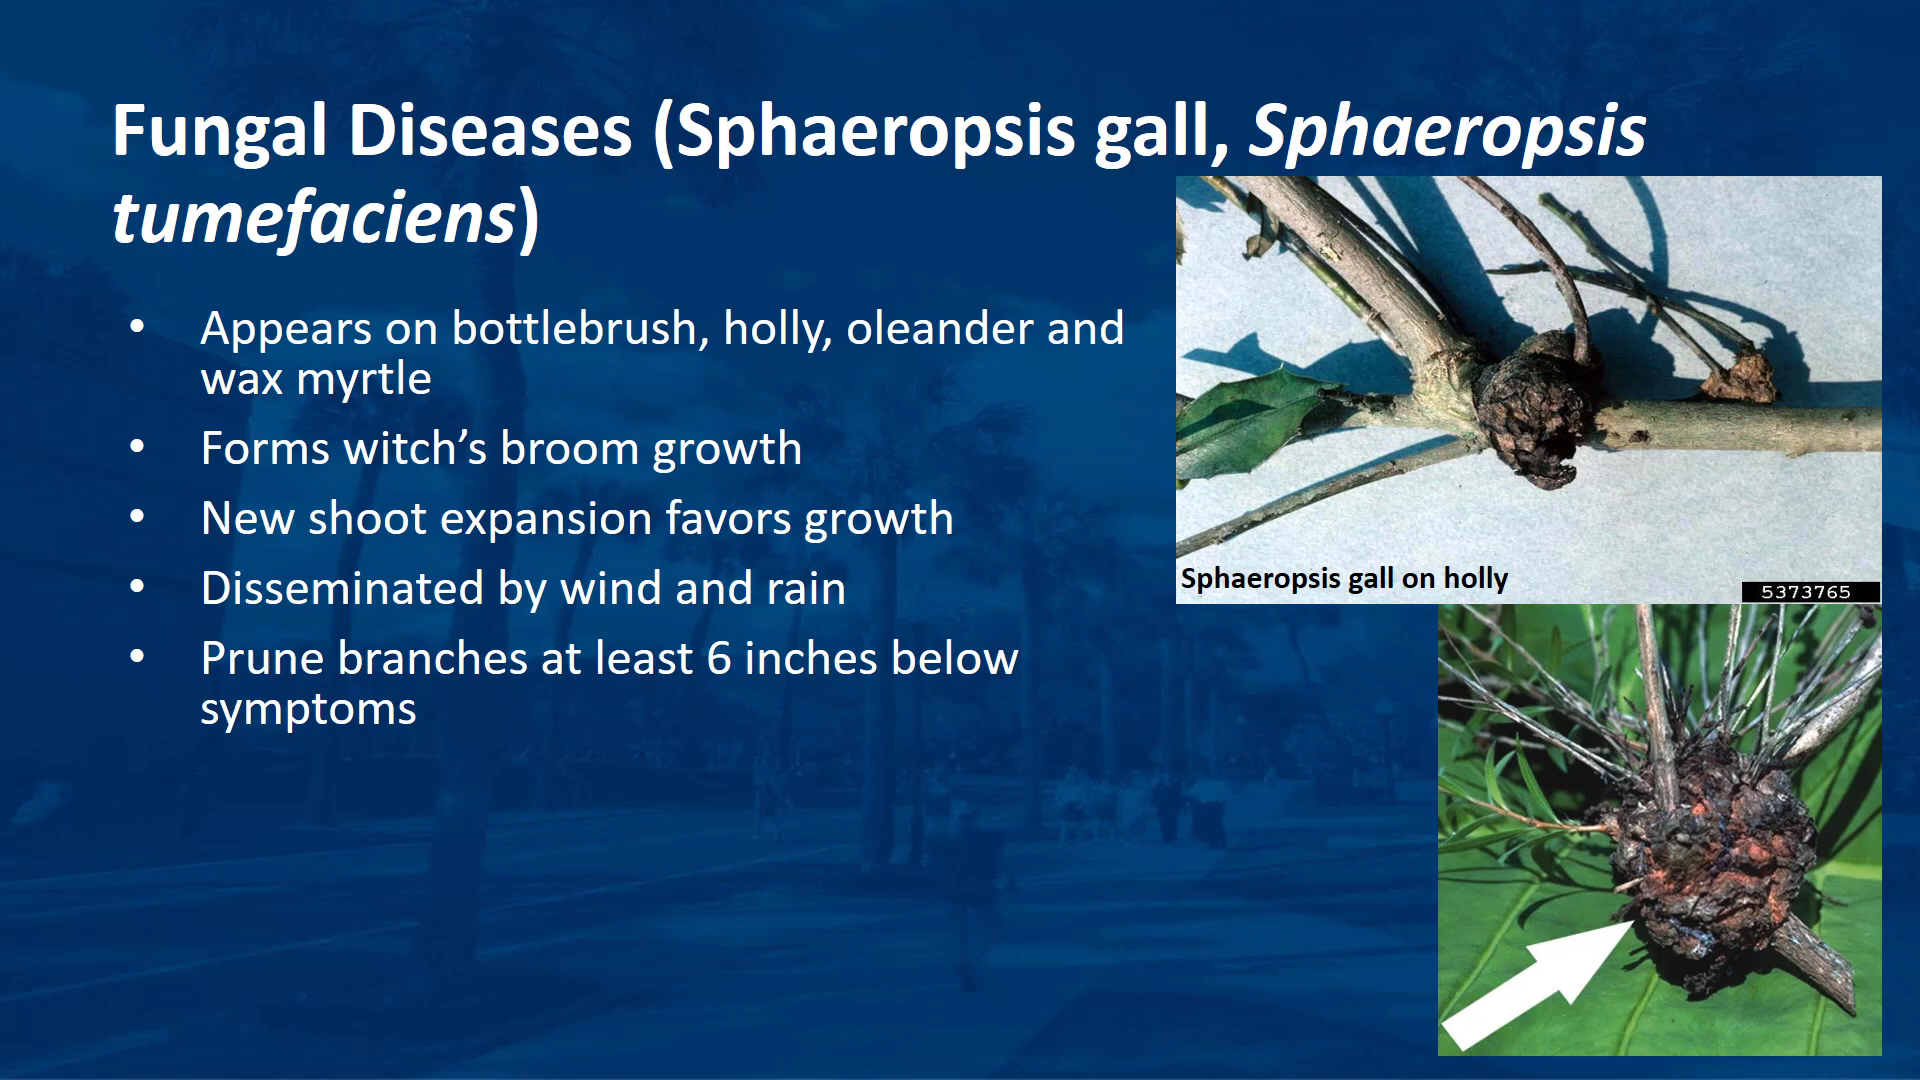 Fungal Diseases (Sphaeropsis gall, Sphaeropsis
tumefaciens)
• Appears on bottlebrush, holly, oleander and
wax myrtle
• Forms witch’s broom growth
• New shoot expansion favors growth
• Disseminated by wind and rain
• Prune branches at least 6 inches below
symptoms
Sphaeropsis gall on holly
5373765